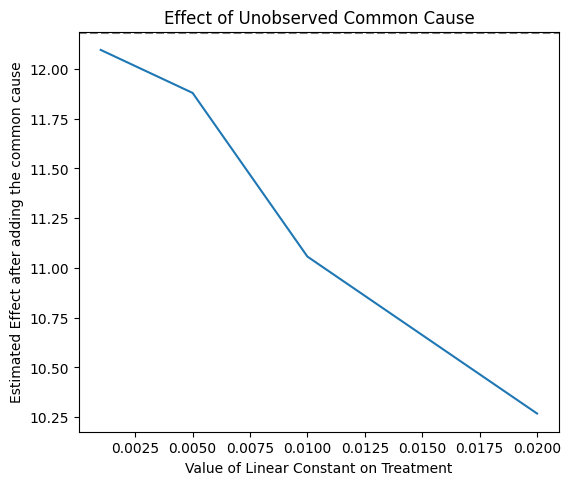 Effect of Unobserved Common Cause
Estimated Effect after adding the common cause
12.00
11.75
11.50
11.25
11.00
10.75
10.50
10.25
0.0025 0.0050 0.0075 0.0100 0.0125 0.0150 0.0175 0.0200
Value of Linear Constant on Treatment